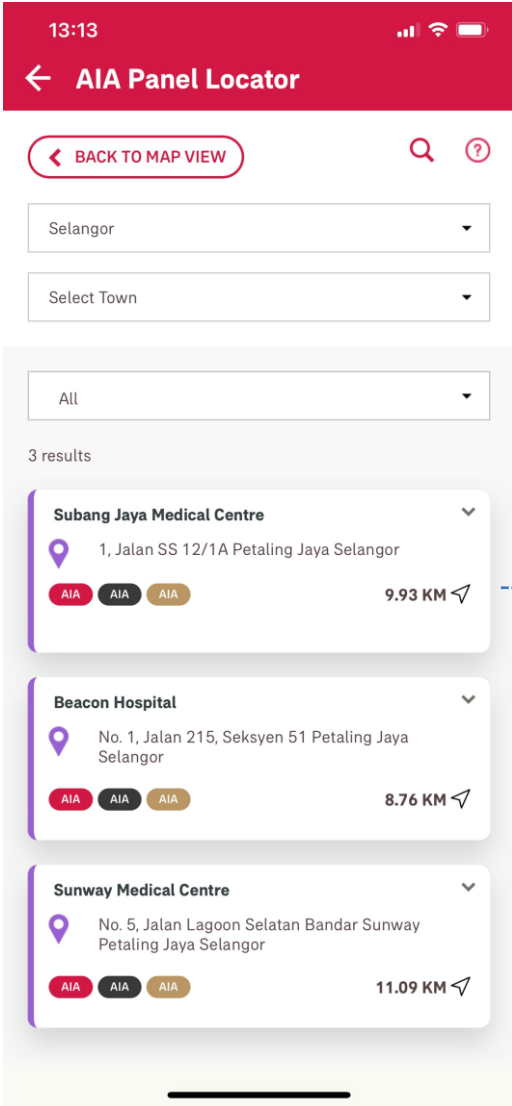 13:13
AIA Panel Locator
BACK TO MAP VIEW
?
Selangor
Select Town
All
3 results
Subang Jaya Medical Centre
1, Jalan SS 12/1A Petaling Jaya Selangor
AIA AIA AIA 9.93 KM
Beacon Hospital
No. 1, Jalan 215, Seksyen 51 Petaling Jaya
Selangor
AIA AIA AIA 8.76 KM
Sunway Medical Centre
No. 5, Jalan Lagoon Selatan Bandar Sunway
Petaling Jaya Selangor
AIA AIA AIA 11.09 KM